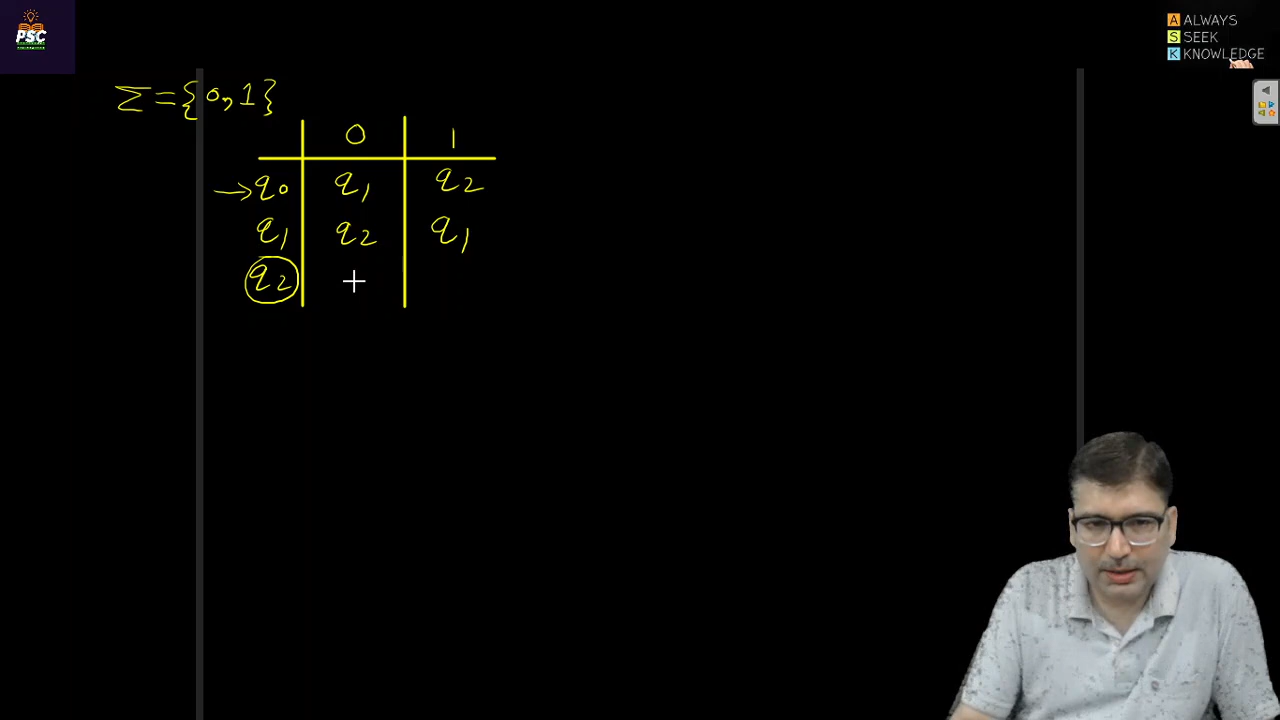 PSC
ALWAYS
SEEK
KNOWLEDGE
Σ={0,1}
0 1
→q0 q1 q2
q1 q2 q1
q2